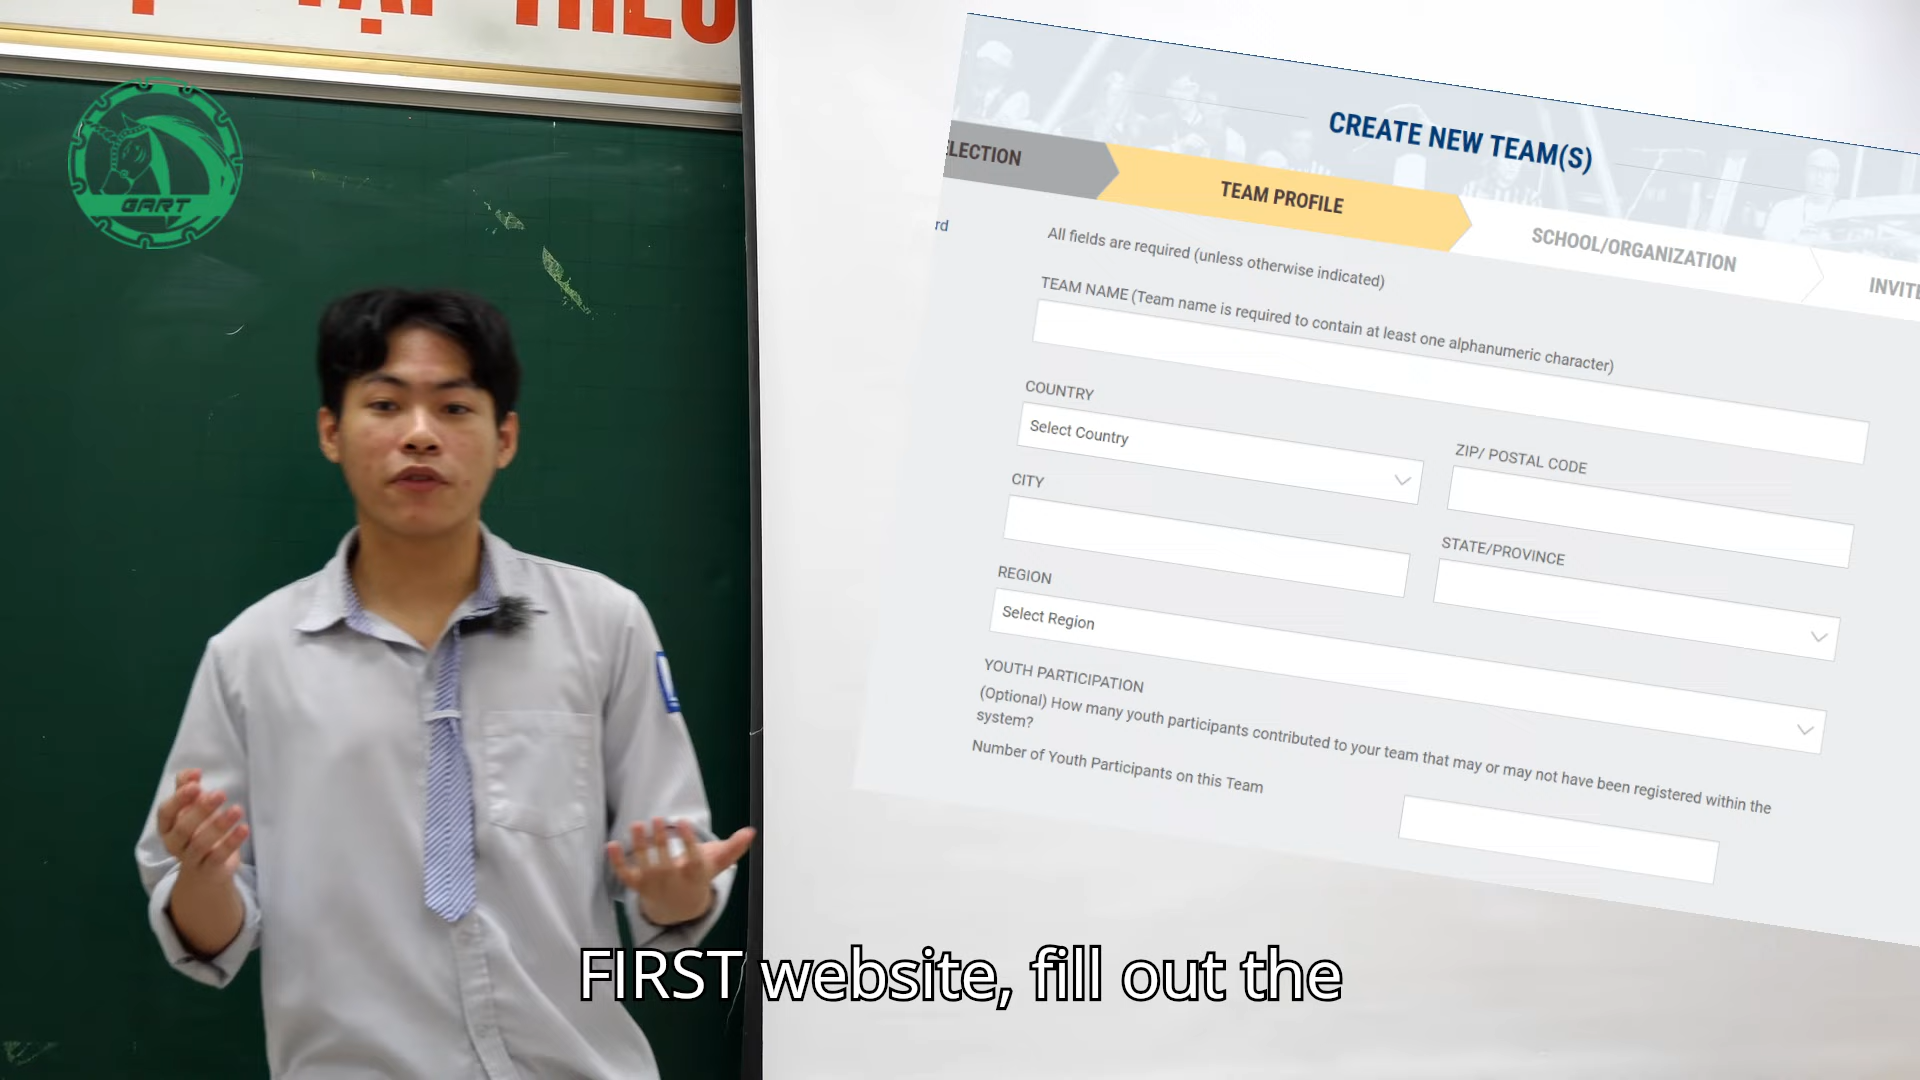 TẬP THỂ
GART
CREATE NEW TEAM(S)
LECTION
TEAM PROFILE
SCHOOL/ORGANIZATION
INVITE
rd
All fields are required (unless otherwise indicated)
TEAM NAME (Team name is required to contain at least one alphanumeric character)
COUNTRY
Select Country
ZIP/ POSTAL CODE
CITY
STATE/PROVINCE
REGION
Select Region
YOUTH PARTICIPATION
(Optional) How many youth participants contributed to your team that may or may not have been registered within the
system?
Number of Youth Participants on this Team
FIRST website, fill out the